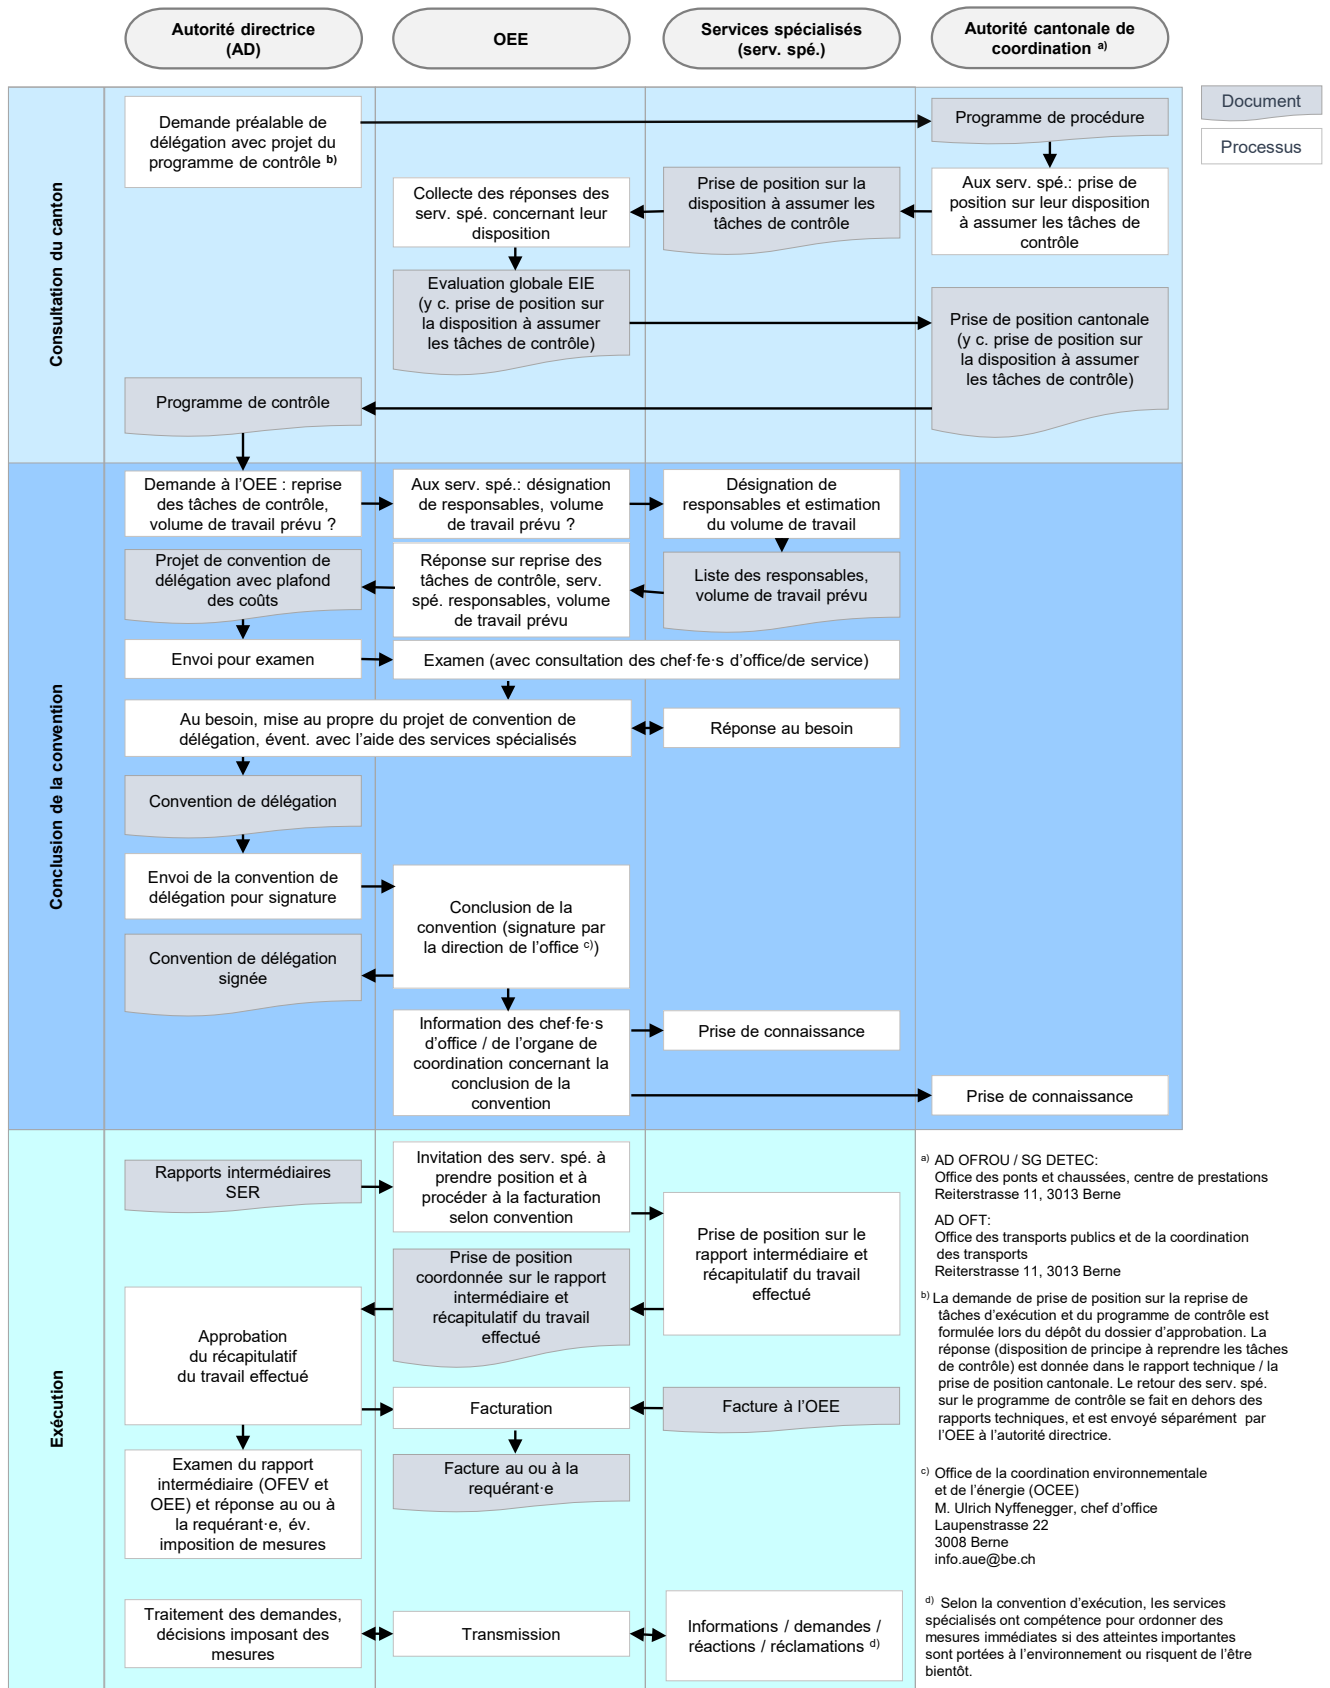 Autorité directrice
(AD)
OEE
Services spécialisés
(serv. spé.)
Autorité cantonale de
coordination a)
Document
Processus
Consultation du canton
Demande préalable de
délégation avec projet du
programme de contrôle b)
Programme de procédure
Aux serv. spé.: prise de
position sur leur disposition
à assumer les tâches de
contrôle
Prise de position sur la
disposition à assumer les
tâches de contrôle
Collecte des réponses des
serv. spé. concernant leur
disposition
Evaluation globale EIE
(y c. prise de position sur
la disposition à assumer
les tâches de contrôle)
Prise de position cantonale
(y c. prise de position sur
la disposition à assumer
les tâches de contrôle)
Programme de contrôle
Conclusion de la convention
Demande à l'OEE : reprise
des tâches de contrôle,
volume de travail prévu ?
Aux serv. spé.: désignation
de responsables, volume
de travail prévu ?
Désignation de
responsables et estimation
du volume de travail
Projet de convention de
délégation avec plafond
des coûts
Réponse sur reprise des
tâches de contrôle, serv.
spé. responsables, volume
de travail prévu
Liste des responsables,
volume de travail prévu
Envoi pour examen
Examen (avec consultation des chef·fe·s d'office/de service)
Au besoin, mise au propre du projet de convention de
délégation, évent. avec l'aide des services spécialisés
Réponse au besoin
Convention de délégation
Envoi de la convention de
délégation pour signature
Conclusion de la
convention (signature par
la direction de l'office c))
Convention de délégation
signée
Information des chef·fe·s
d'office / de l'organe de
coordination concernant la
conclusion de la
convention
Prise de connaissance
Prise de connaissance
Exécution
Rapports intermédiaires
SER
Invitation des serv. spé. à
prendre position et à
procéder à la facturation
selon convention
Prise de position sur le
rapport intermédiaire et
récapitulatif du travail
effectué
Prise de position
coordonnée sur le rapport
intermédiaire et
récapitulatif du travail
effectué
Approbation
du récapitulatif
du travail effectué
Facturation
Facture à l'OEE
Facture au ou à la
requérant·e
Examen du rapport
intermédiaire (OFEV et
OEE) et réponse au ou à
la requérant·e, év.
imposition de mesures
Traitement des demandes,
décisions imposant des
mesures
Transmission
Informations / demandes /
réactions / réclamations d)
a) AD OFROU / SG DETEC:
Office des ponts et chaussées, centre de prestations
Reiterstrasse 11, 3013 Berne
AD OFT:
Office des transports publics et de la coordination
des transports
Reiterstrasse 11, 3013 Berne
b) La demande de prise de position sur la reprise de
tâches d'exécution et du programme de contrôle est
formulée lors du dépôt du dossier d'approbation. La
réponse (disposition de principe à reprendre les tâches
de contrôle) est donnée dans le rapport technique / la
prise de position cantonale. Le retour des serv. spé.
sur le programme de contrôle se fait en dehors des
rapports techniques, et est envoyé séparément par
l'OEE à l'autorité directrice.
c) Office de la coordination environnementale
et de l'énergie (OCEE)
M. Ulrich Nyffenegger, chef d'office
Laupenstrasse 22
3008 Berne
info.aue@be.ch
d) Selon la convention d'exécution, les services
spécialisés ont compétence pour ordonner des
mesures immédiates si des atteintes importantes
sont portées à l'environnement ou risquent de l'être
bientôt.